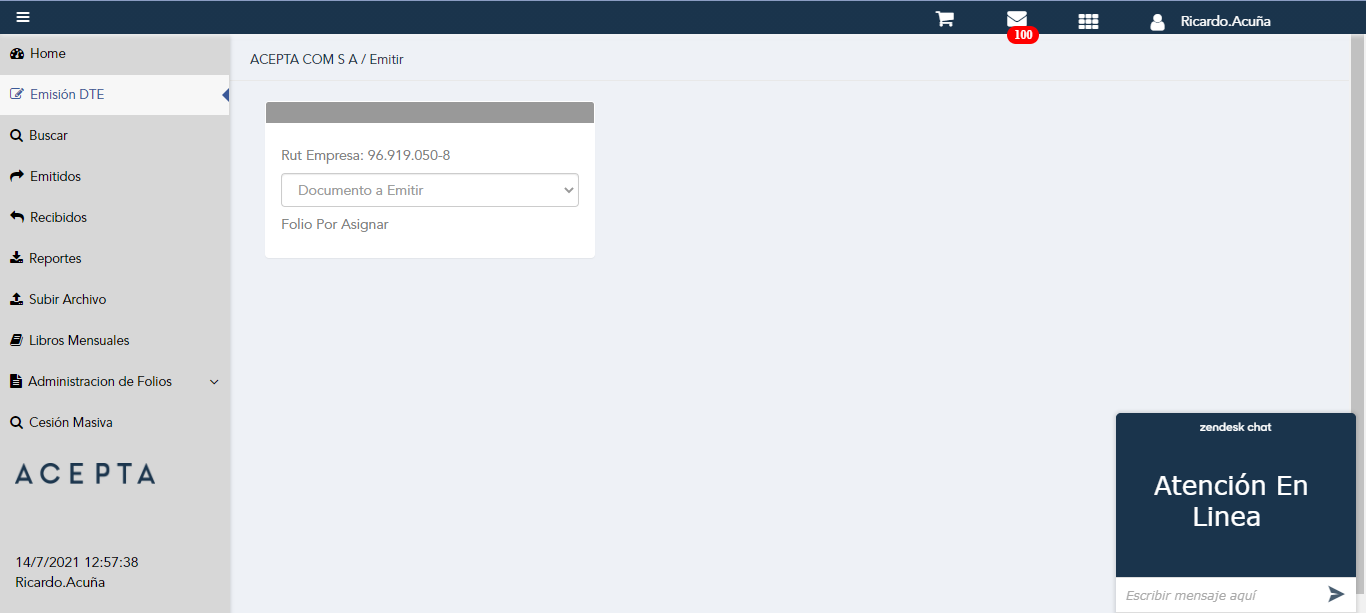 Ricardo.Acuña
100
Home
Emisión DTE
Buscar
Emitidos
Recibidos
Reportes
Subir Archivo
Libros Mensuales
Administracion de Folios
Cesión Masiva
ACEPTA
14/7/2021 12:57:38
Ricardo.Acuña
ACEPTA COM S A / Emitir
Rut Empresa: 96.919.050-8
Documento a Emitir
Folio Por Asignar
zendesk chat
Atención En
Linea
Escribir mensaje aquí